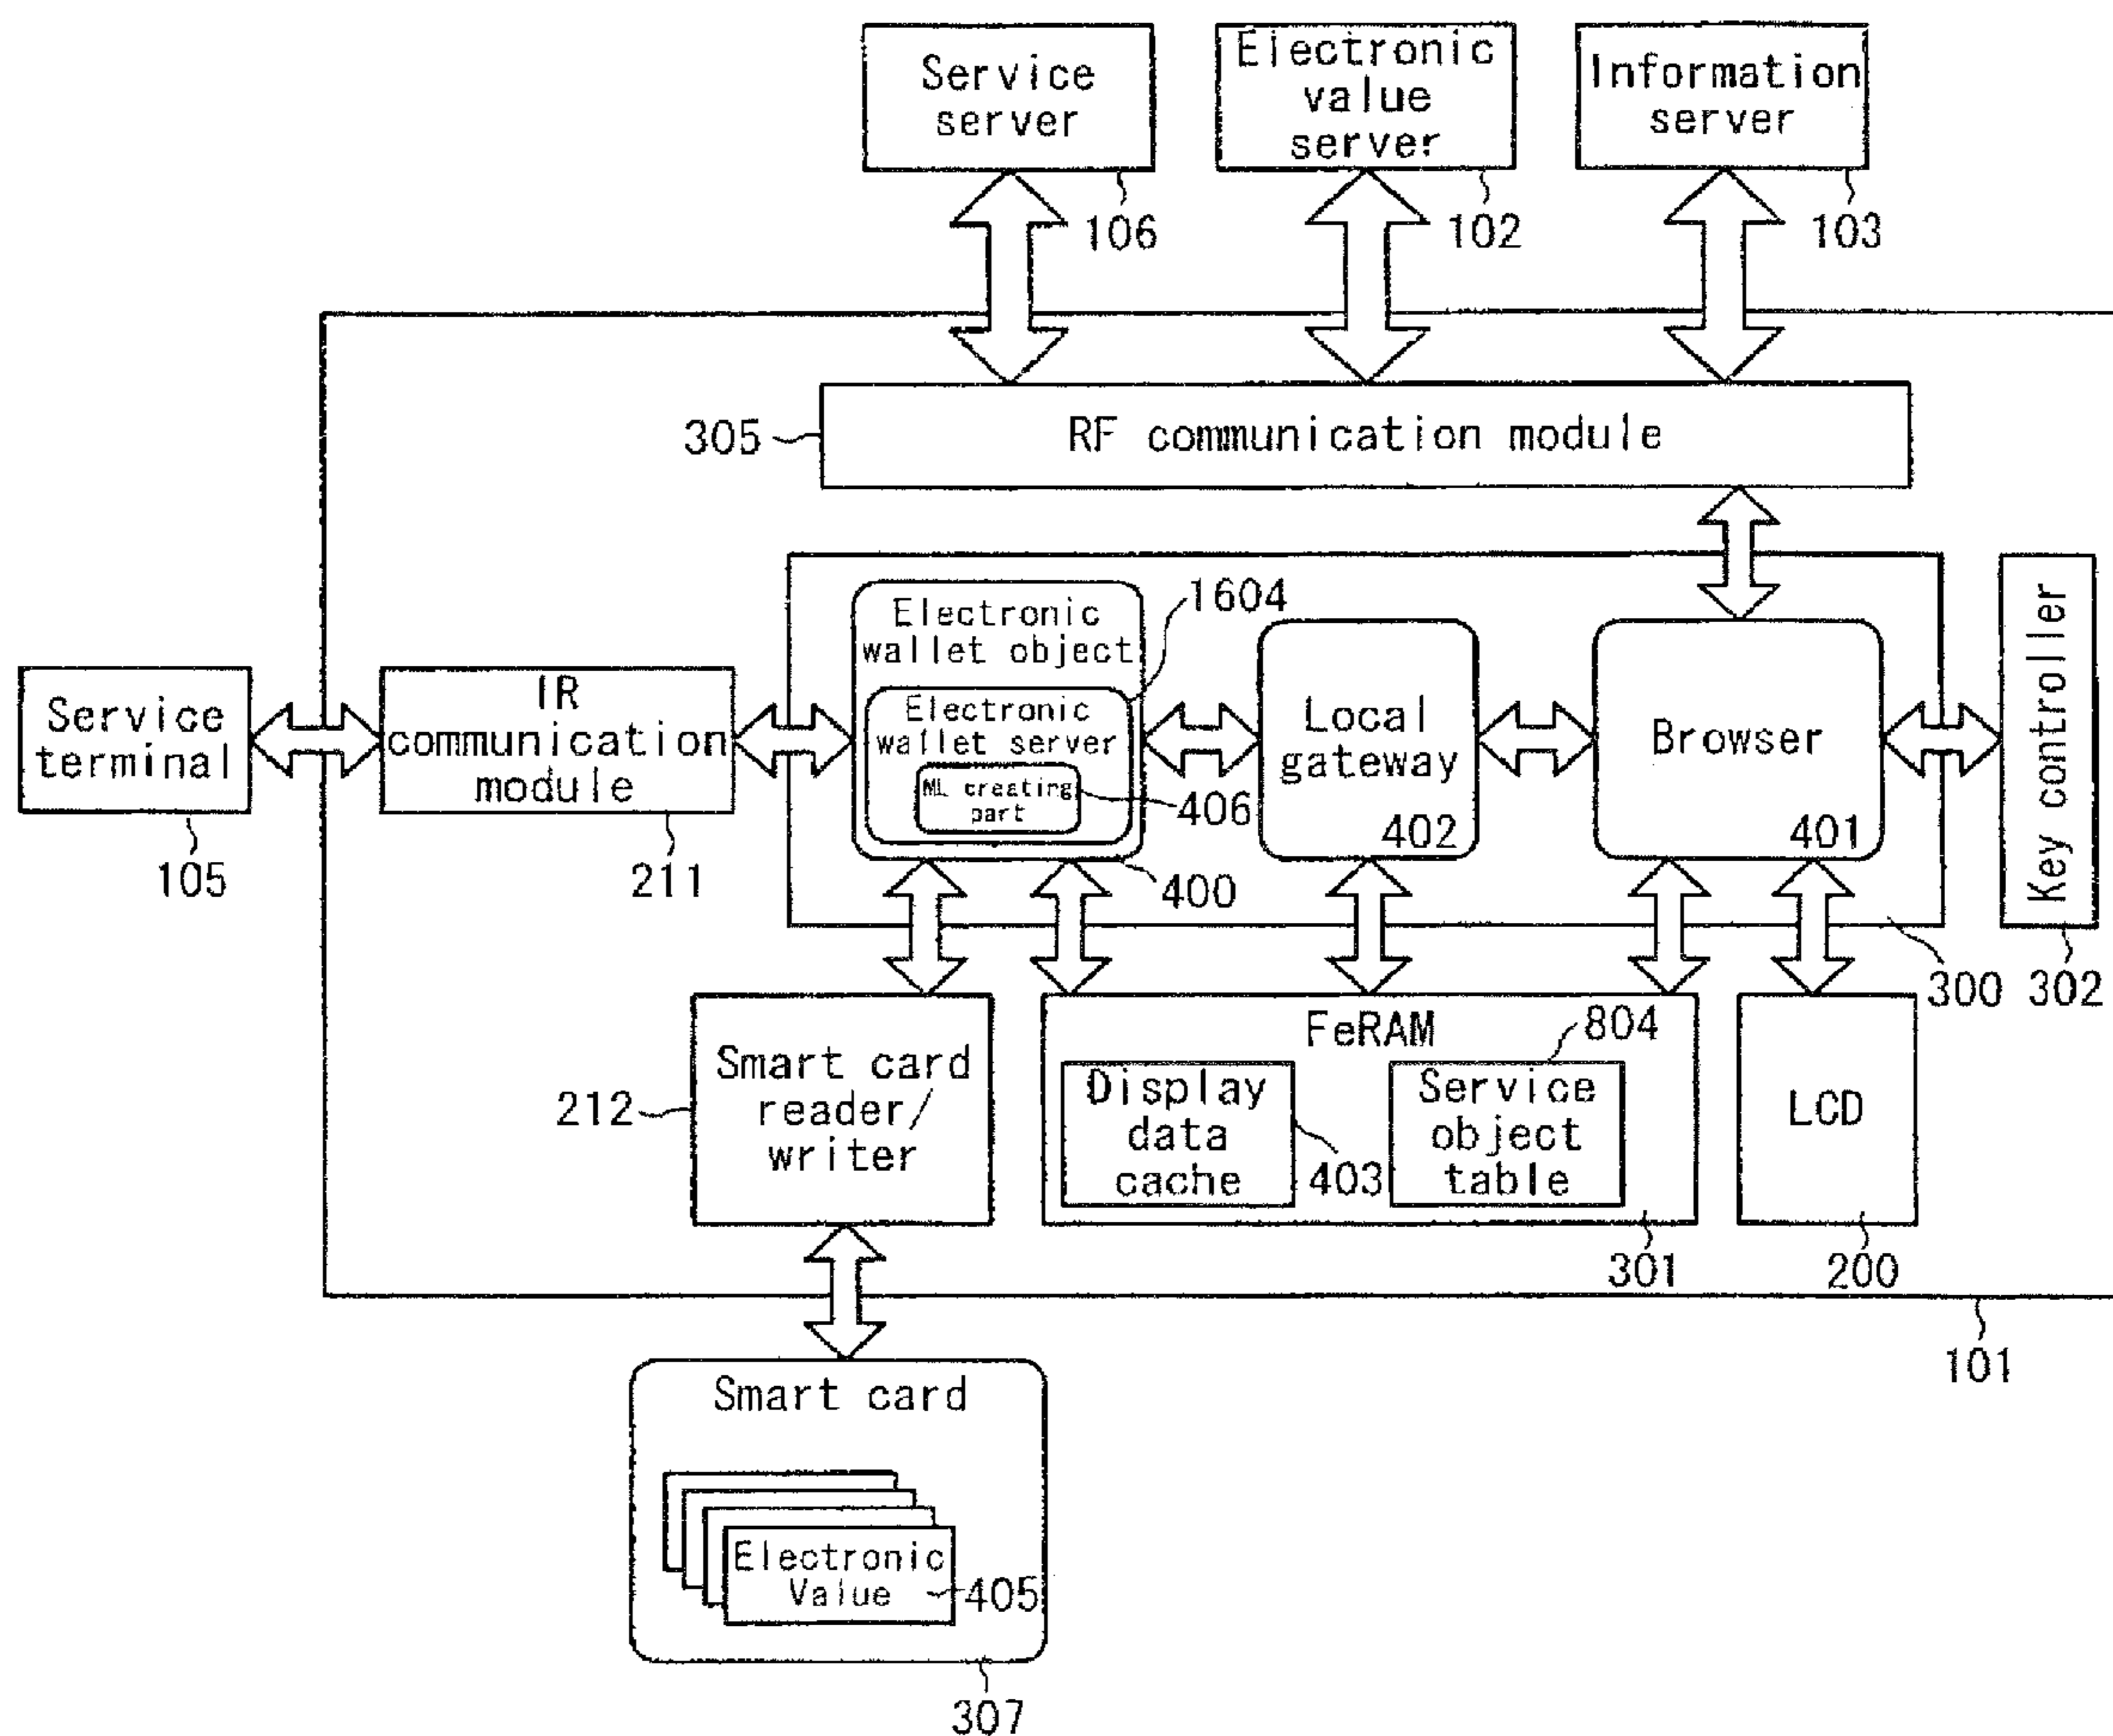 Service
server
106
Electronic
value
server
102
Information
server
103
305
RF communication module
Service
terminal
105
IR
communication
module
211
Electronic
wallet object
1604
Electronic
wallet server
ML creating
part
406
400
Local
gateway
402
Browser
401
Key controller
302
300
212
Smart card
reader/
writer
FeRAM
804
Display
data
cache
403
Service
object
table
301
LCD
200
101
Smart card
Electronic
Value
405
307